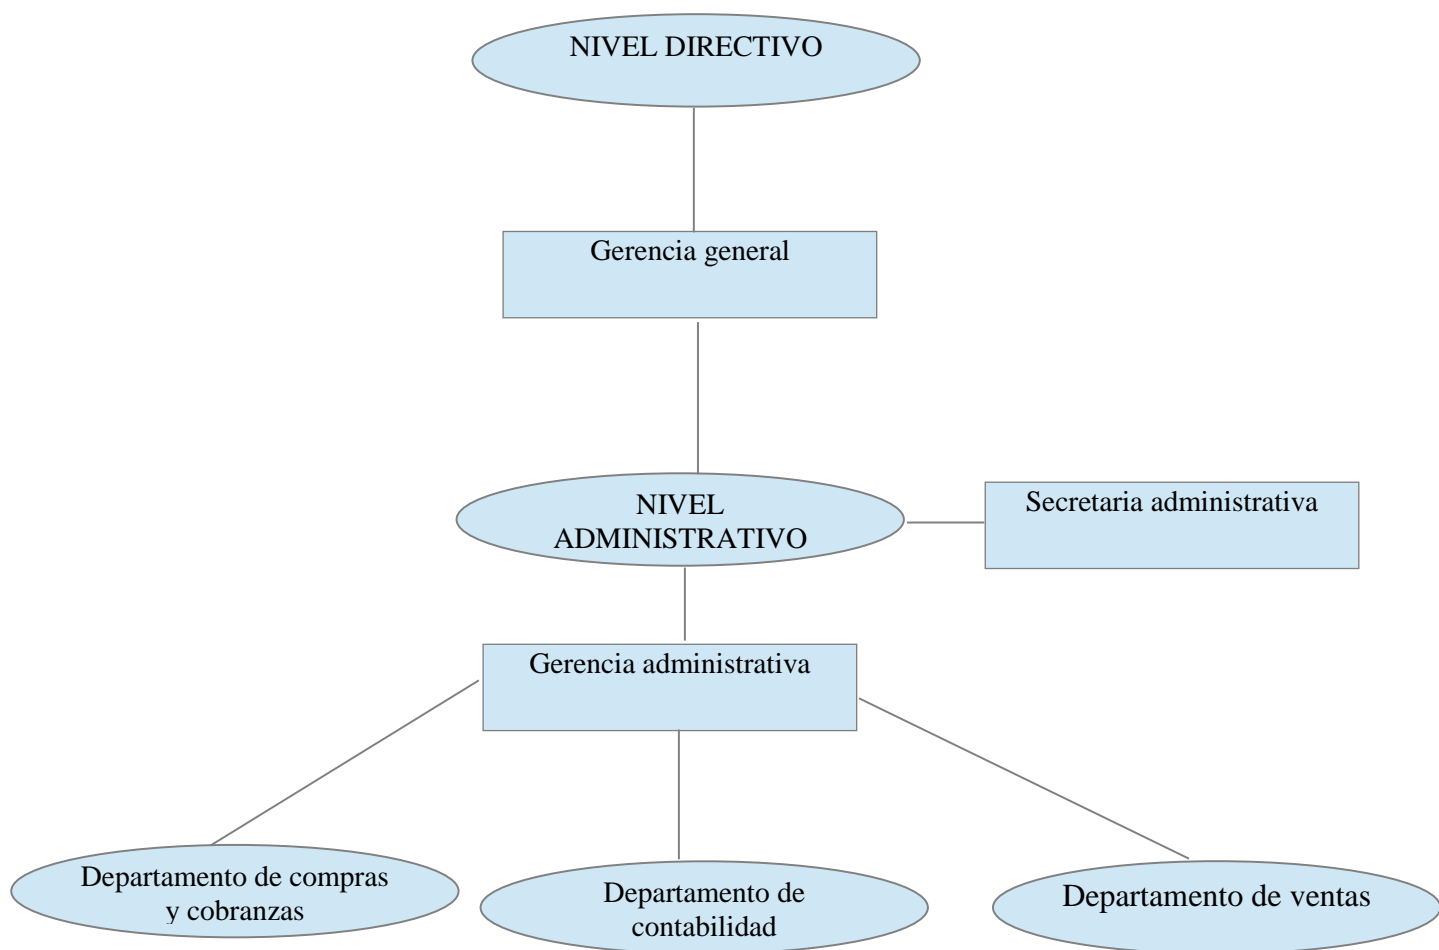 NIVEL DIRECTIVO
Gerencia general
NIVEL
ADMINISTRATIVO
Secretaria administrativa
Gerencia administrativa
Departamento de compras
y cobranzas
Departamento de
contabilidad
Departamento de ventas